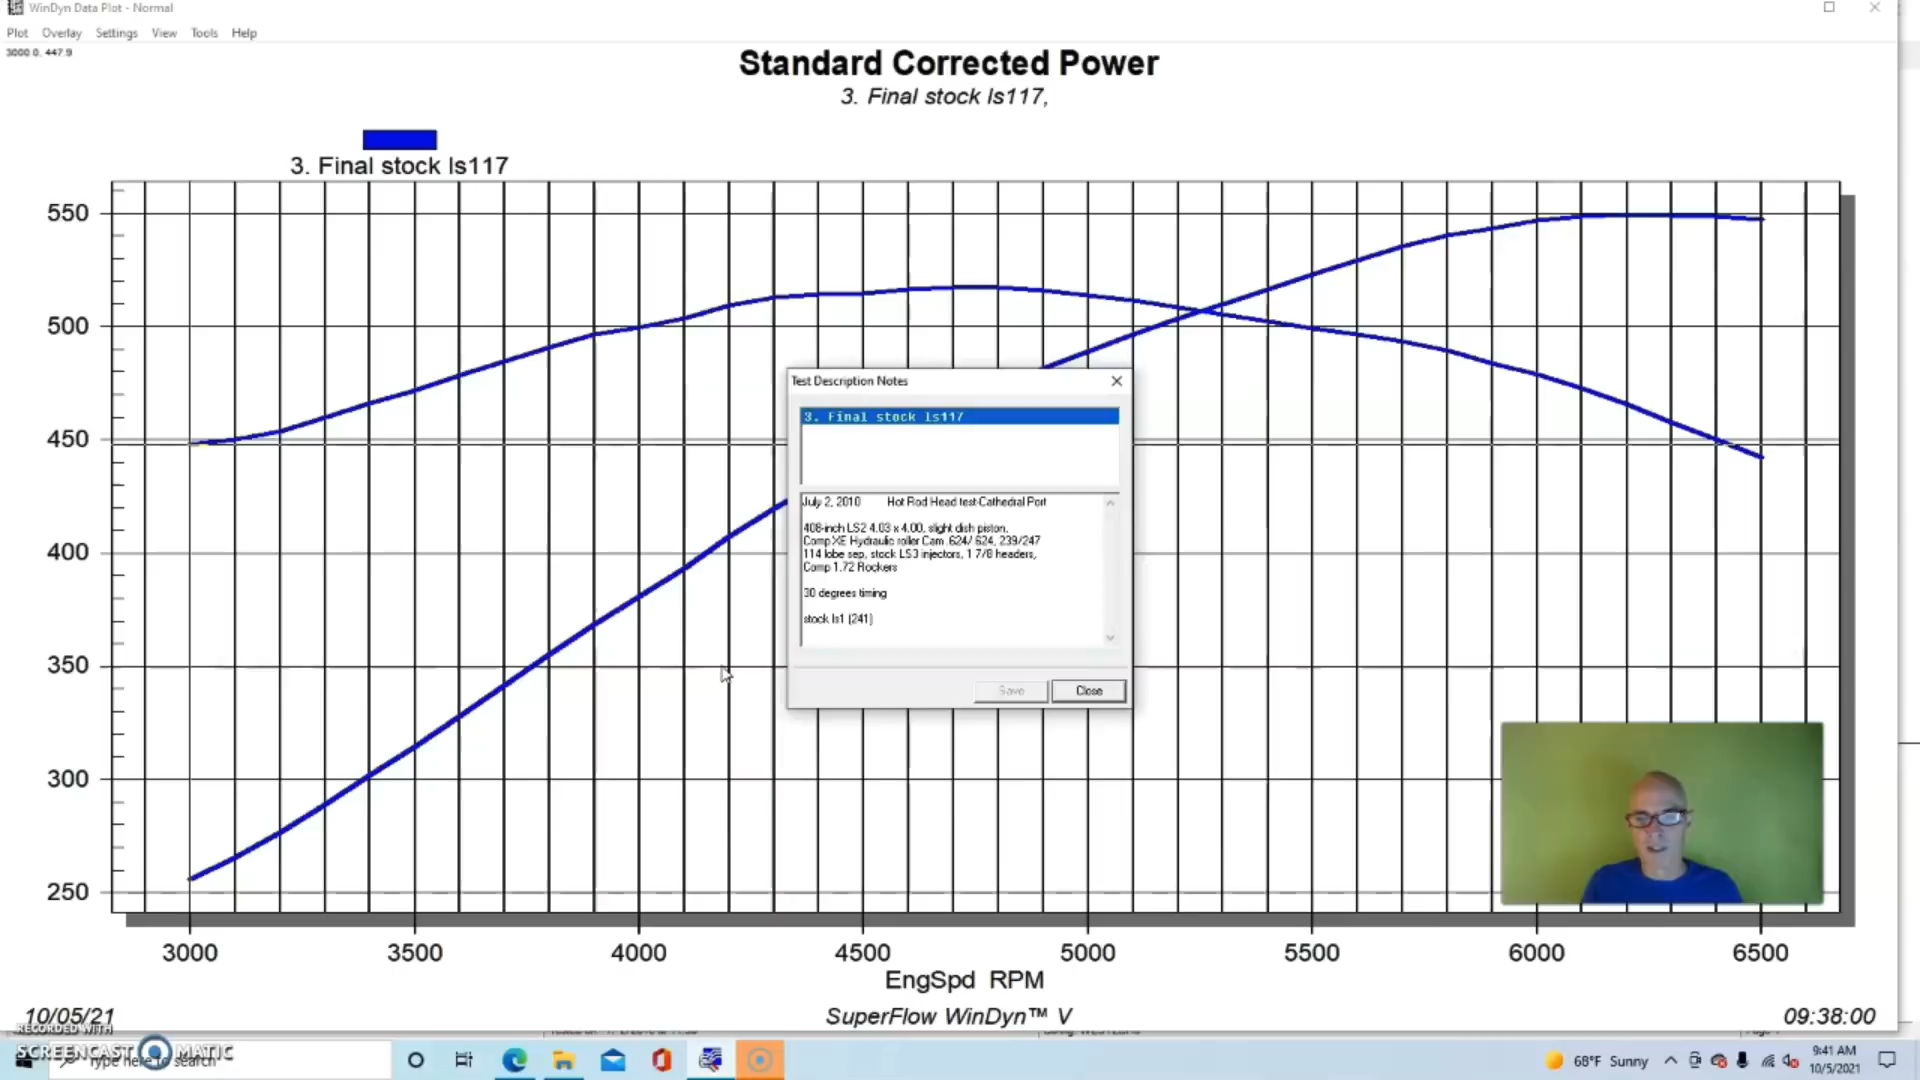 WinDyn Data Plot - Normal
Plot Overlay Settings View Tools Help
3000.0, 447.9
Standard Corrected Power
3. Final stock ls117,
3. Final stock ls117
550
500
450
400
350
300
250
Test Description Notes
3. Final stock ls117
July 2, 2010 Hot Rod Head test-Cathedral Port
408-inch LS2 4.03 x 4.00, slight dish piston,
Comp XE Hydraulic roller Cam .624/.624, 239/247
114 lobe sep, stock LS3 injectors, 1 7/8 headers,
Comp 1.72 Rockers
30 degrees timing
stock ls1 (241)
Save Close
3000 3500 4000 4500 5000 5500 6000 6500
EngSpd RPM
10/05/21 SuperFlow WinDyn™ V 09:38:00
RECORDED WITH
SCREENCAST MATIC
Type here to search
68°F Sunny
9:41 AM
10/5/2021